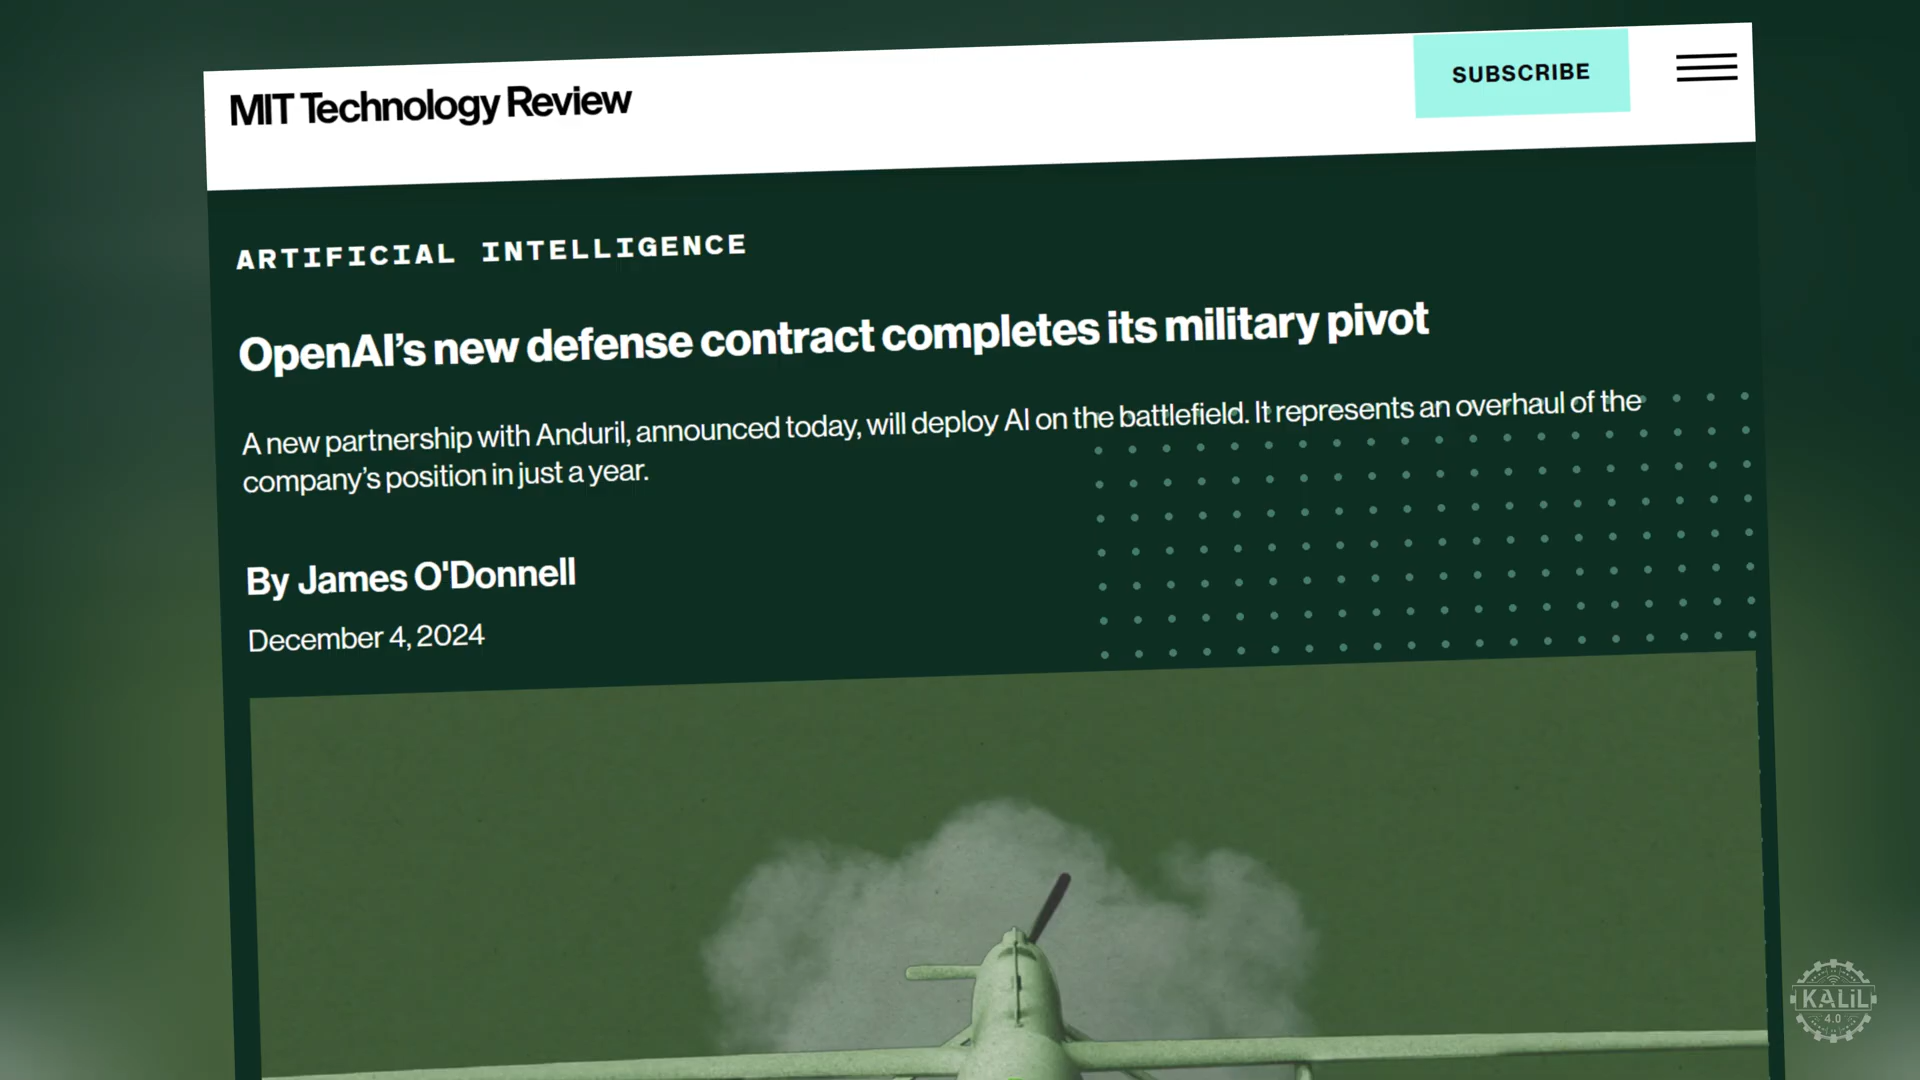 MIT Technology Review
SUBSCRIBE
ARTIFICIAL INTELLIGENCE
OpenAI’s new defense contract completes its military pivot
A new partnership with Anduril, announced today, will deploy AI on the battlefield. It represents an overhaul of the
company’s position in just a year.
By James O'Donnell
December 4, 2024
KALiL
4.0